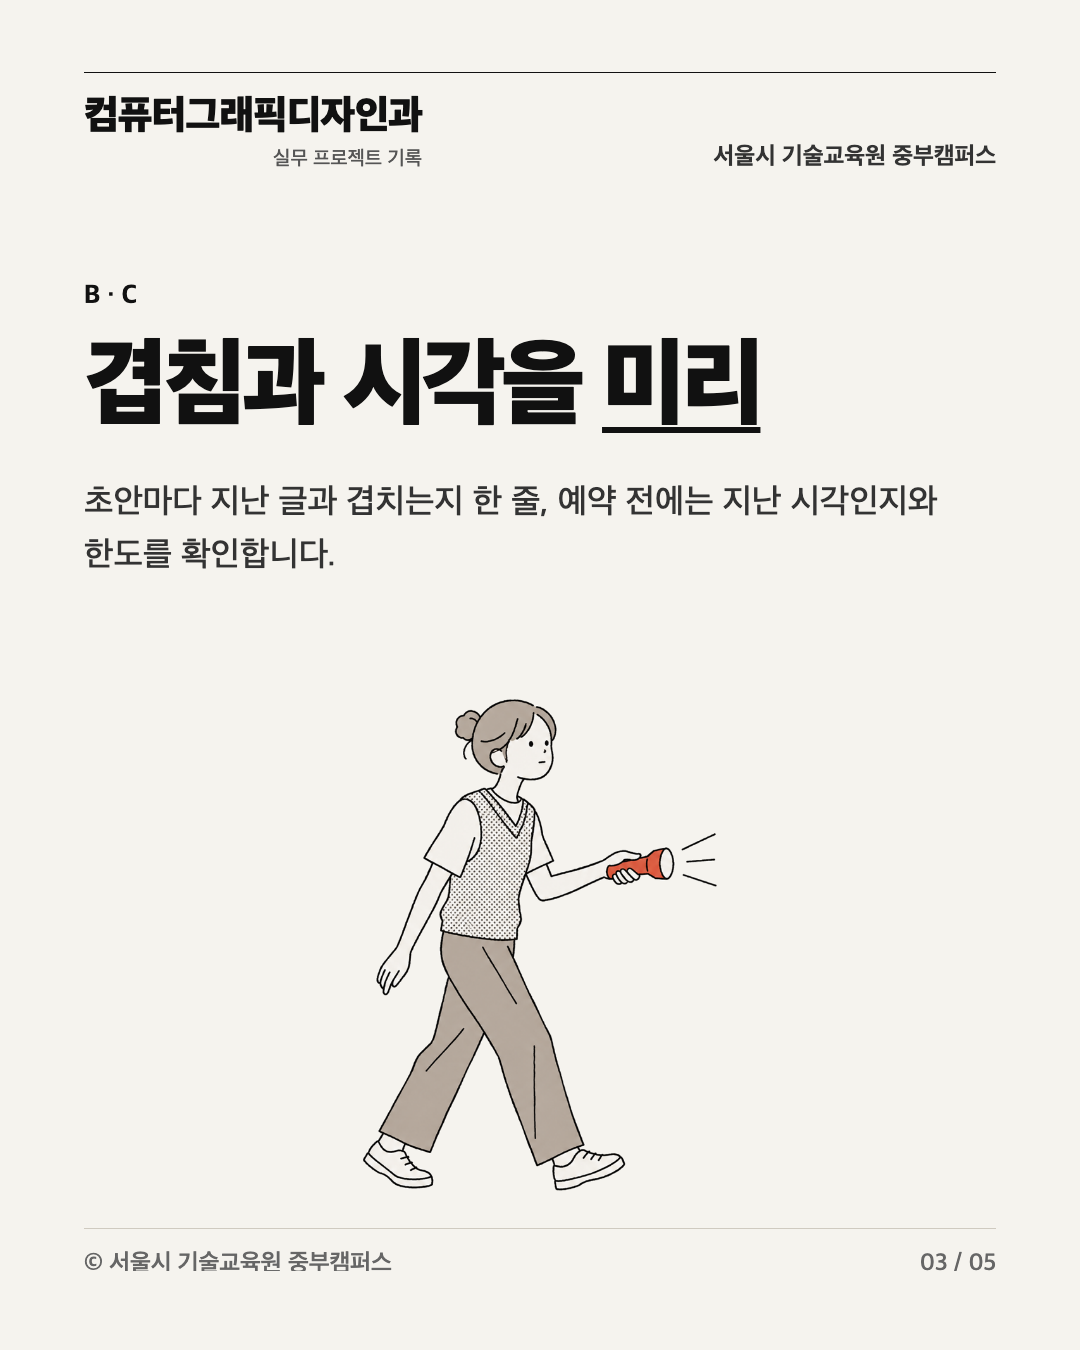 컴퓨터그래픽디자인과
실무 프로젝트 기록
서울시 기술교육원 중부캠퍼스
B · C
겹침과 시각을 미리
초안마다 지난 글과 겹치는지 한 줄, 예약 전에는 지난 시각인지와
한도를 확인합니다.
© 서울시 기술교육원 중부캠퍼스
03 / 05